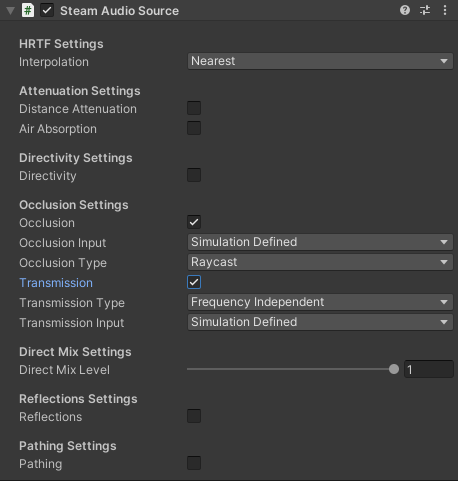 Steam Audio Source
HRTF Settings
Interpolation Nearest
Attenuation Settings
Distance Attenuation
Air Absorption
Directivity Settings
Directivity
Occlusion Settings
Occlusion
Occlusion Input Simulation Defined
Occlusion Type Raycast
Transmission
Transmission Type Frequency Independent
Transmission Input Simulation Defined
Direct Mix Settings
Direct Mix Level 1
Reflections Settings
Reflections
Pathing Settings
Pathing